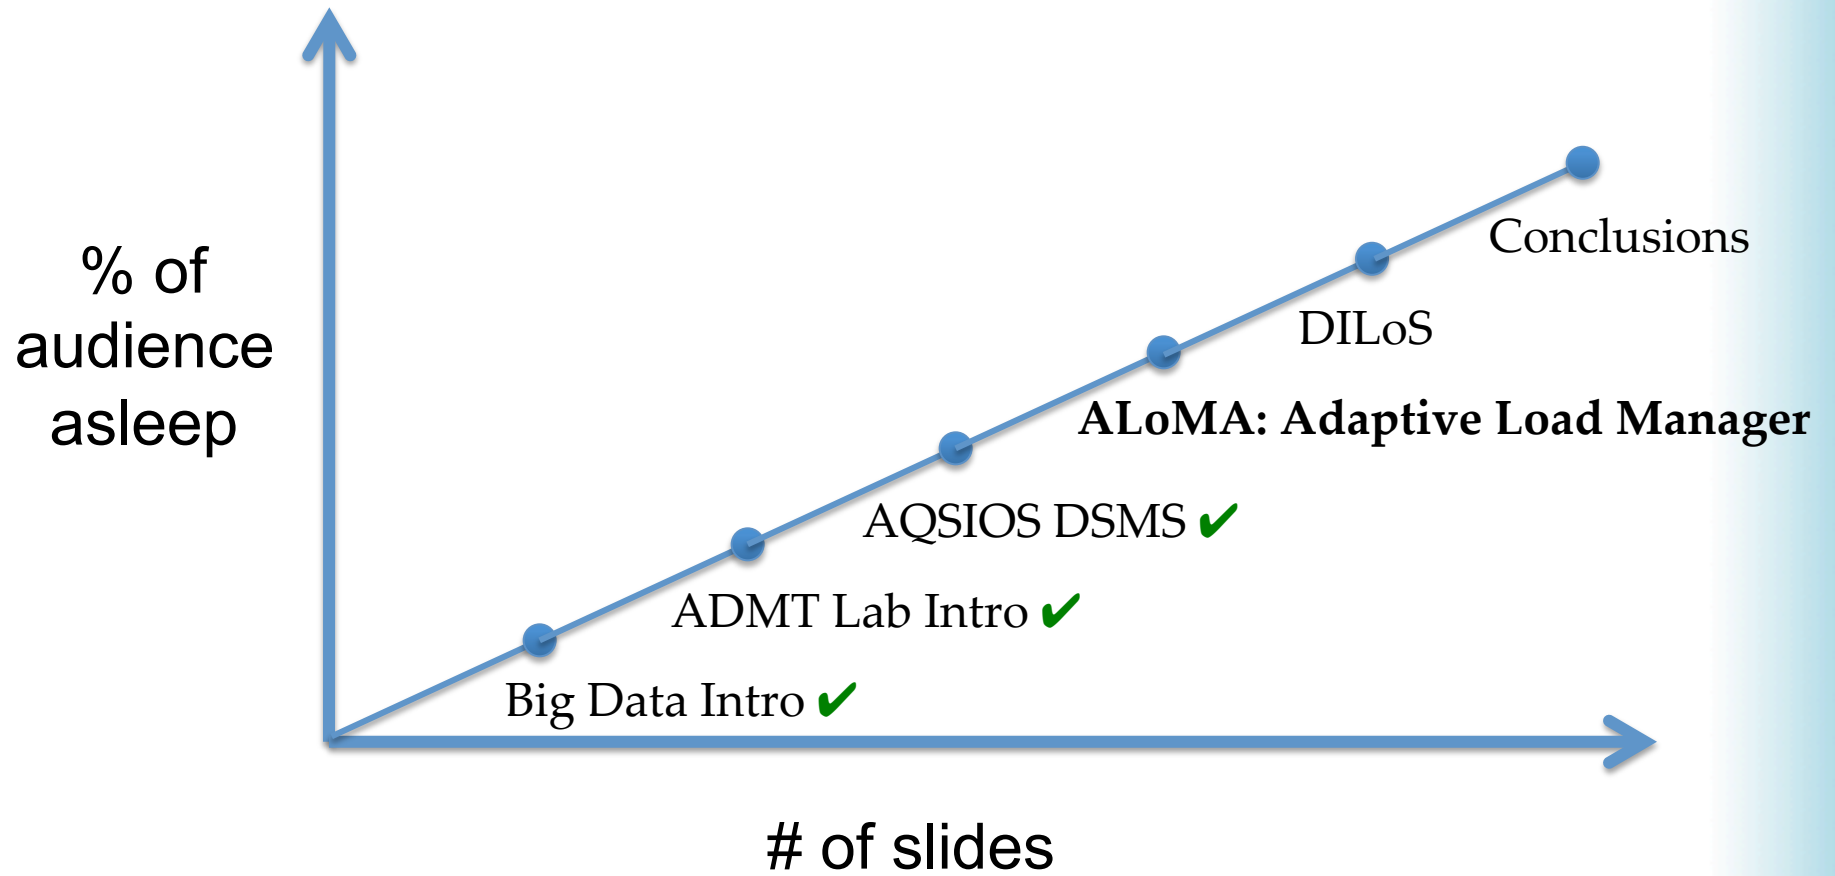 % of
audience
asleep
Conclusions
DILoS
ALoMA: Adaptive Load Manager
AQSIOS DSMS ✔
ADMT Lab Intro ✔
Big Data Intro ✔
# of slides